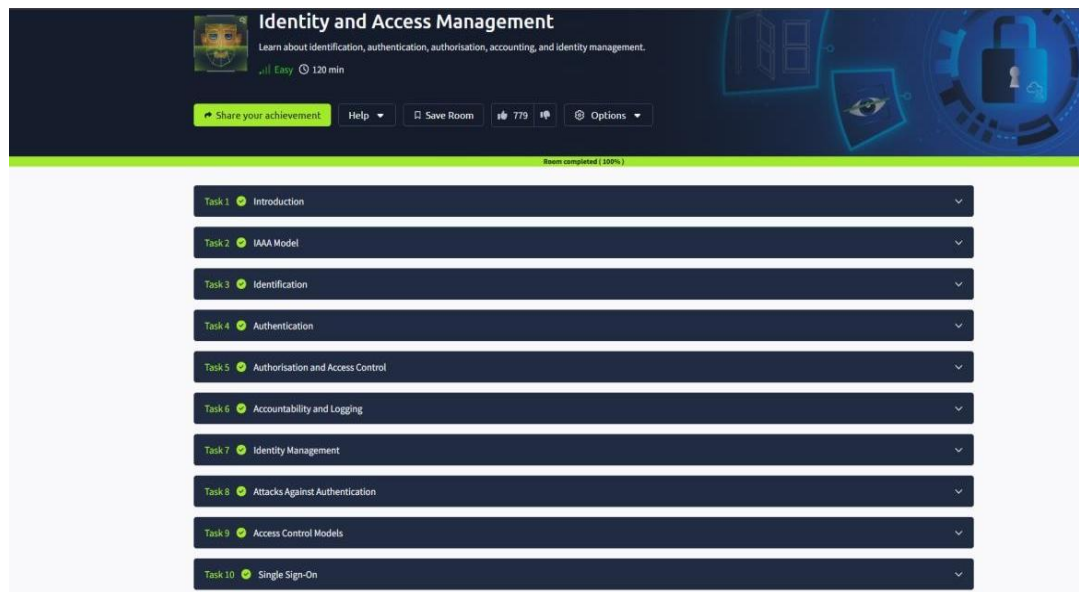 Identity and Access Management
Learn about identification, authentication, authorisation, accounting, and identity management.
Easy 120 min
Share your achievement Help Save Room 779 Options
Room completed ( 100% )
Task 1 Introduction
Task 2 IAAA Model
Task 3 Identification
Task 4 Authentication
Task 5 Authorisation and Access Control
Task 6 Accountability and Logging
Task 7 Identity Management
Task 8 Attacks Against Authentication
Task 9 Access Control Models
Task 10 Single Sign-On